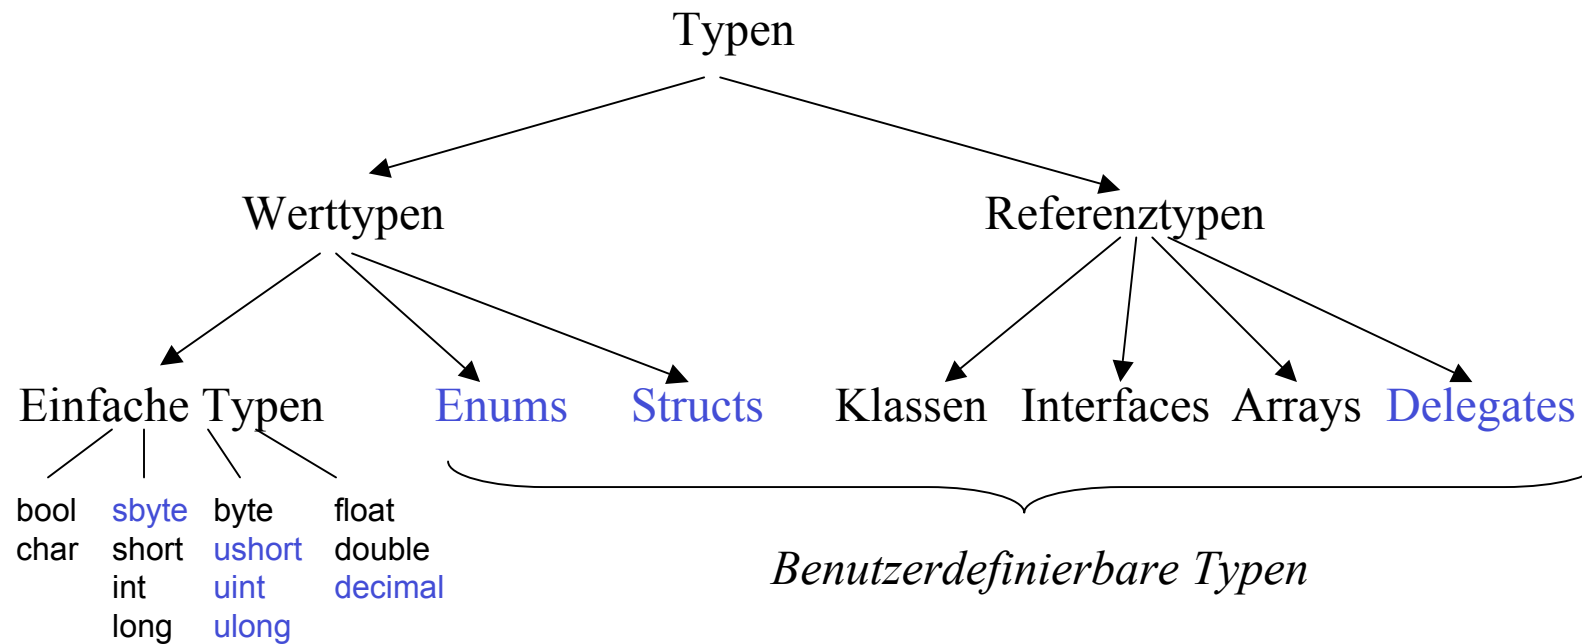 Typen
Werttypen Referenztypen
Einfache Typen Enums Structs Klassen Interfaces Arrays Delegates
bool sbyte byte float
char short ushort double
int uint decimal
long ulong
Benutzerdefinierbare Typen